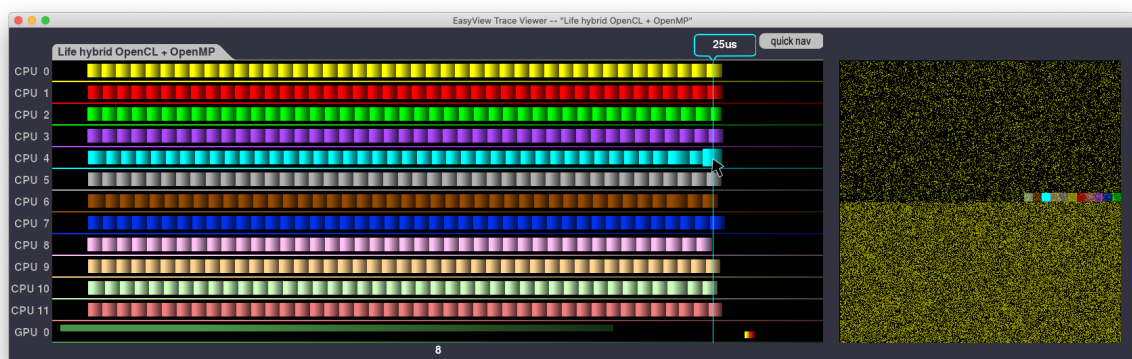 EasyView Trace Viewer -- "Life hybrid OpenCL + OpenMP"
25us
quick nav
Life hybrid OpenCL + OpenMP
CPU 0
CPU 1
CPU 2
CPU 3
CPU 4
CPU 5
CPU 6
CPU 7
CPU 8
CPU 9
CPU 10
CPU 11
GPU 0
8